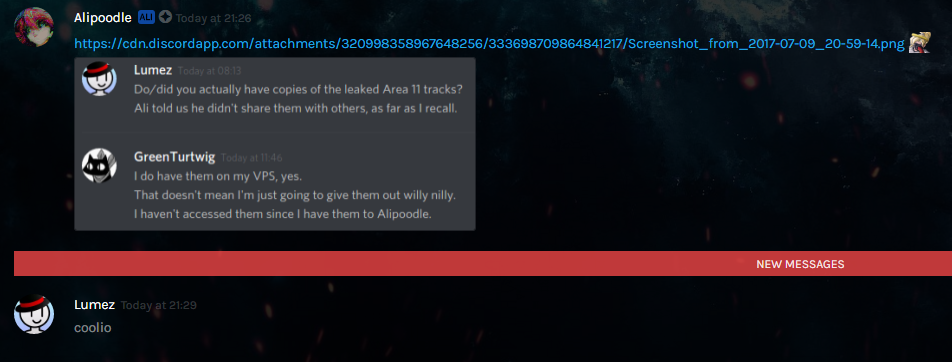 Alipoodle ALI Today at 21:26
https://cdn.discordapp.com/attachments/320998358967648256/333698709864841217/Screenshot_from_2017-07-09_20-59-14.png
Lumez Today at 08:13
Do/did you actually have copies of the leaked Area 11 tracks?
Ali told us he didn't share them with others, as far as I recall.
GreenTurtwig Today at 11:46
I do have them on my VPS, yes.
That doesn't mean I'm just going to give them out willy nilly.
I haven't accessed them since I have them to Alipoodle.
NEW MESSAGES
Lumez Today at 21:29
coolio